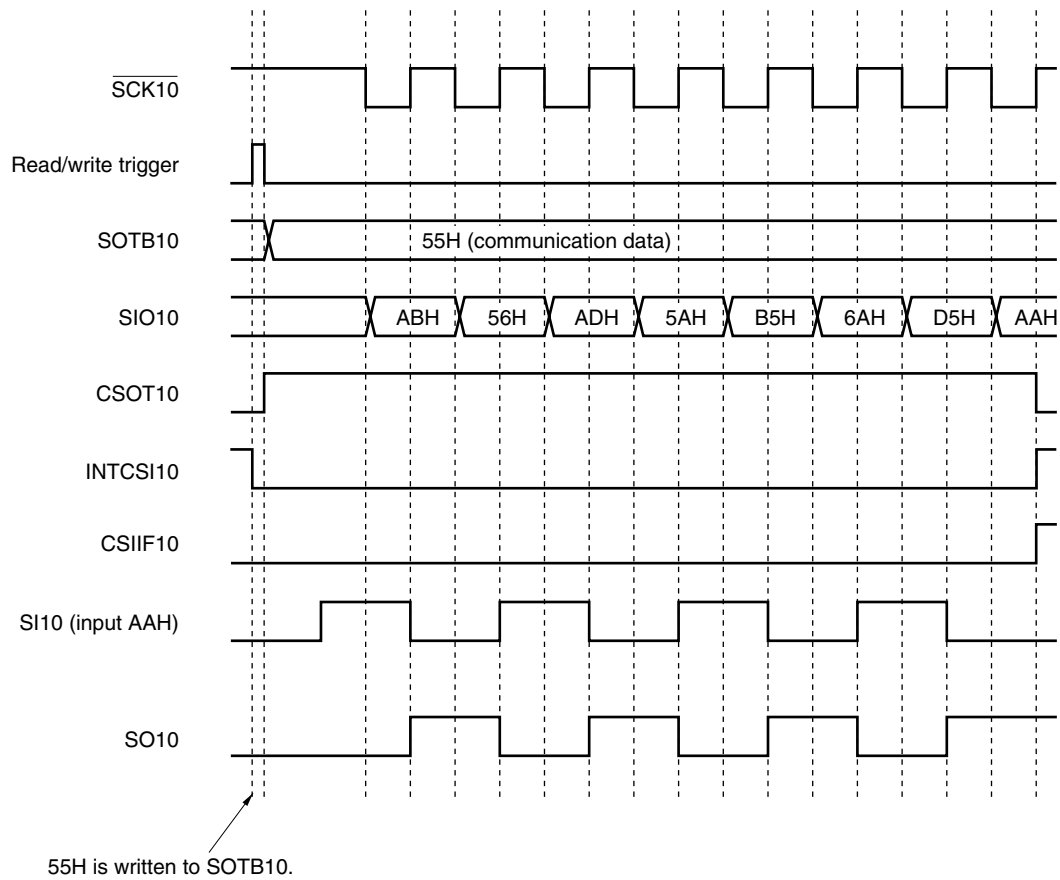 SCK10
Read/write trigger
SOTB10
55H (communication data)
SIO10
ABH
56H
ADH
5AH
B5H
6AH
D5H
AAH
CSOT10
INTCSI10
CSIIF10
SI10 (input AAH)
SO10
55H is written to SOTB10.